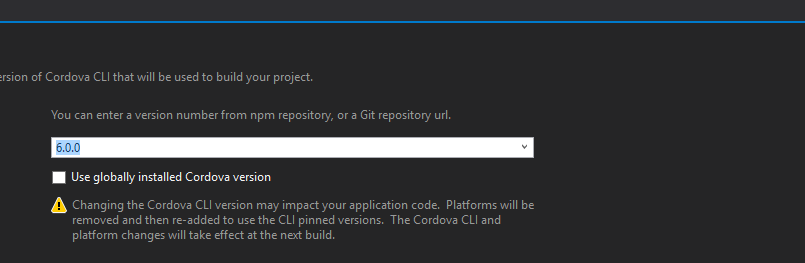 ersion of Cordova CLI that will be used to build your project.
You can enter a version number from npm repository, or a Git repository url.
6.0.0
Use globally installed Cordova version
Changing the Cordova CLI version may impact your application code. Platforms will be
removed and then re-added to use the CLI pinned versions. The Cordova CLI and
platform changes will take effect at the next build.